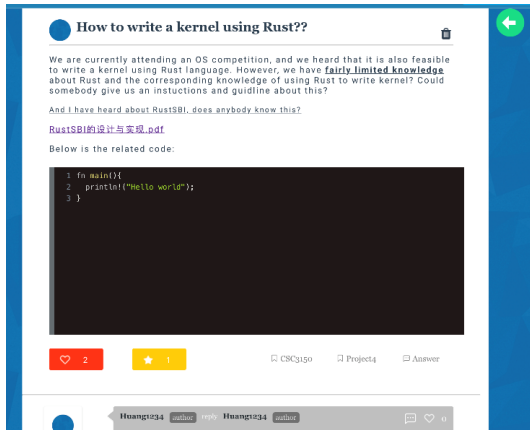 How to write a kernel using Rust??
We are currently attending an OS competition, and we heard that it is also feasible
to write a kernel using Rust language. However, we have fairly limited knowledge
about Rust and the corresponding knowledge of using Rust to write kernel? Could
somebody give us an instuctions and guidline about this?
And I have heard about RustSBI, does anybody know this?
RustSBI的设计与实现.pdf
Below is the related code:
1 fn main(){
2 println!("Hello world");
3 }
2 1 CSC3150 Project4 Answer
Huang1234 author reply Huang1234 author 0